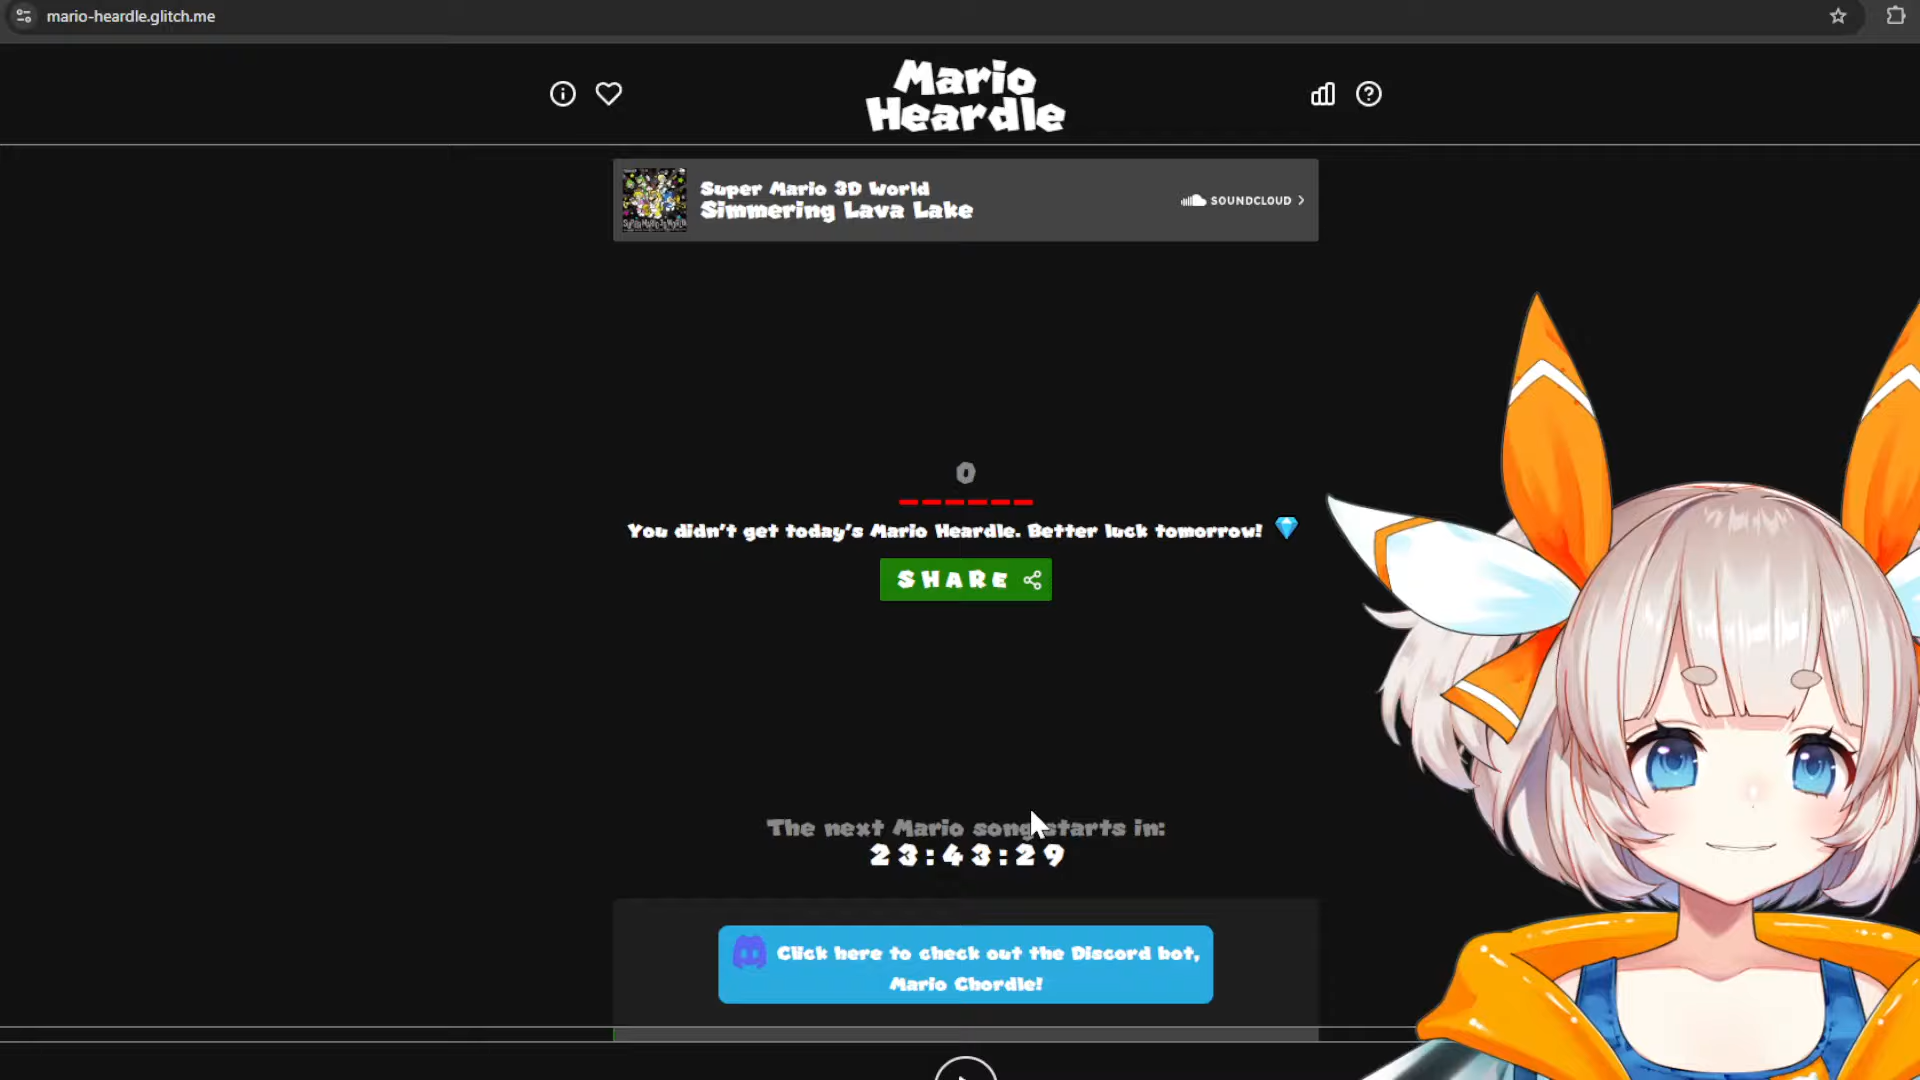 mario-heardle.glitch.me
Mario
Heardle
Super Mario 3D World
Simmering Lava Lake
SOUNDCLOUD
0
You didn't get today's Mario Heardle. Better luck tomorrow!
SHARE
The next Mario song starts in:
23:43:29
Click here to check out the Discord bot,
Mario Chordle!